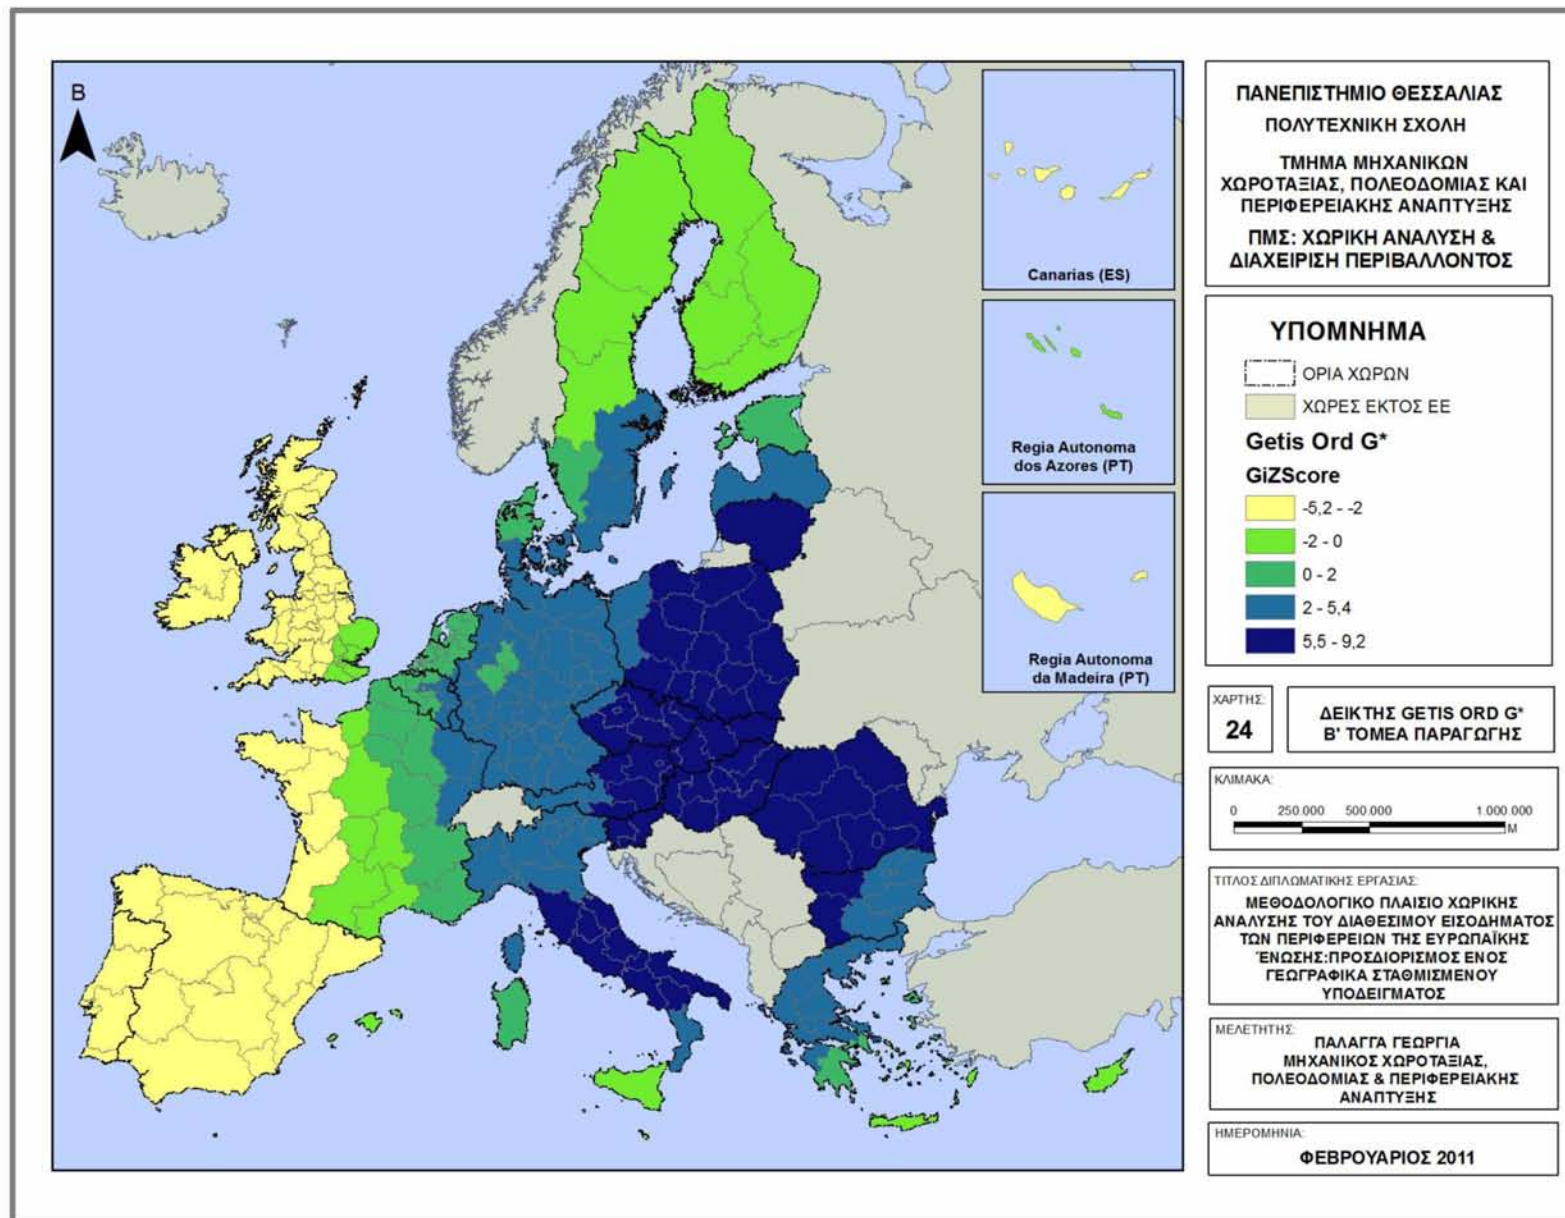 B
Canarias (ES)
Regia Autonoma
dos Azores (PT)
Regia Autonoma
da Madeira (PT)
ΠΑΝΕΠΙΣΤΗΜΙΟ ΘΕΣΣΑΛΙΑΣ
ΠΟΛΥΤΕΧΝΙΚΗ ΣΧΟΛΗ
ΤΜΗΜΑ ΜΗΧΑΝΙΚΩΝ
ΧΩΡΟΤΑΞΙΑΣ, ΠΟΛΕΟΔΟΜΙΑΣ ΚΑΙ
ΠΕΡΙΦΕΡΕΙΑΚΗΣ ΑΝΑΠΤΥΞΗΣ
ΠΜΣ: ΧΩΡΙΚΗ ΑΝΑΛΥΣΗ &
ΔΙΑΧΕΙΡΙΣΗ ΠΕΡΙΒΑΛΛΟΝΤΟΣ
ΥΠΟΜΝΗΜΑ
ΟΡΙΑ ΧΩΡΩΝ
ΧΩΡΕΣ ΕΚΤΟΣ ΕΕ
Getis Ord G*
GiZScore
-5,2 - -2
-2 - 0
0 - 2
2 - 5,4
5,5 - 9,2
ΧΑΡΤΗΣ:
24
ΔΕΙΚΤΗΣ GETIS ORD G*
Β' ΤΟΜΕΑ ΠΑΡΑΓΩΓΗΣ
ΚΛΙΜΑΚΑ:
0 250.000 500.000 1.000.000
M
ΤΙΤΛΟΣ ΔΙΠΛΩΜΑΤΙΚΗΣ ΕΡΓΑΣΙΑΣ:
ΜΕΘΟΔΟΛΟΓΙΚΟ ΠΛΑΙΣΙΟ ΧΩΡΙΚΗΣ
ΑΝΑΛΥΣΗΣ ΤΟΥ ΔΙΑΘΕΣΙΜΟΥ ΕΙΣΟΔΗΜΑΤΟΣ
ΤΩΝ ΠΕΡΙΦΕΡΕΙΩΝ ΤΗΣ ΕΥΡΩΠΑΪΚΗΣ
ΈΝΩΣΗΣ:ΠΡΟΣΔΙΟΡΙΣΜΟΣ ΕΝΟΣ
ΓΕΩΓΡΑΦΙΚΑ ΣΤΑΘΜΙΣΜΕΝΟΥ
ΥΠΟΔΕΙΓΜΑΤΟΣ
ΜΕΛΕΤΗΤΗΣ:
ΠΑΛΑΓΓΑ ΓΕΩΡΓΙΑ
ΜΗΧΑΝΙΚΟΣ ΧΩΡΟΤΑΞΙΑΣ,
ΠΟΛΕΟΔΟΜΙΑΣ & ΠΕΡΙΦΕΡΕΙΑΚΗΣ
ΑΝΑΠΤΥΞΗΣ
ΗΜΕΡΟΜΗΝΙΑ:
ΦΕΒΡΟΥΑΡΙΟΣ 2011